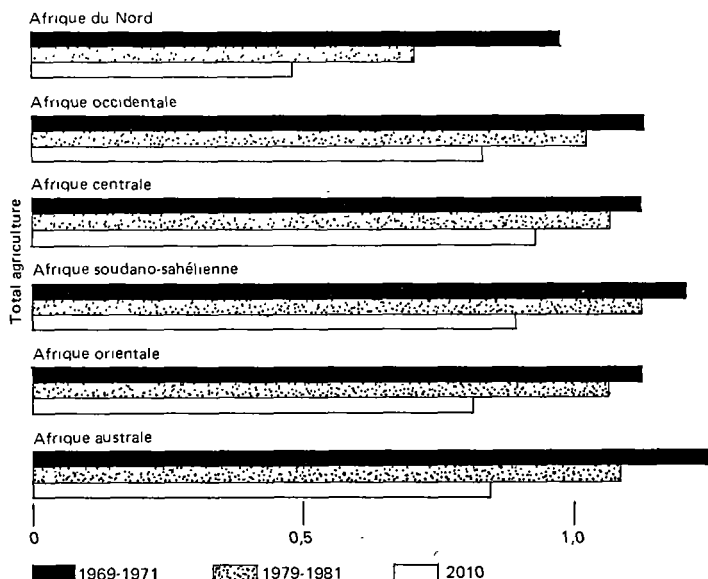 Afrique du Nord
Afrique occidentale
Afrique centrale
Afrique soudano-sahélienne
Afrique orientale
Afrique australe
Total agriculture
0 0,5 1,0
1969-1971 1979-1981 2010